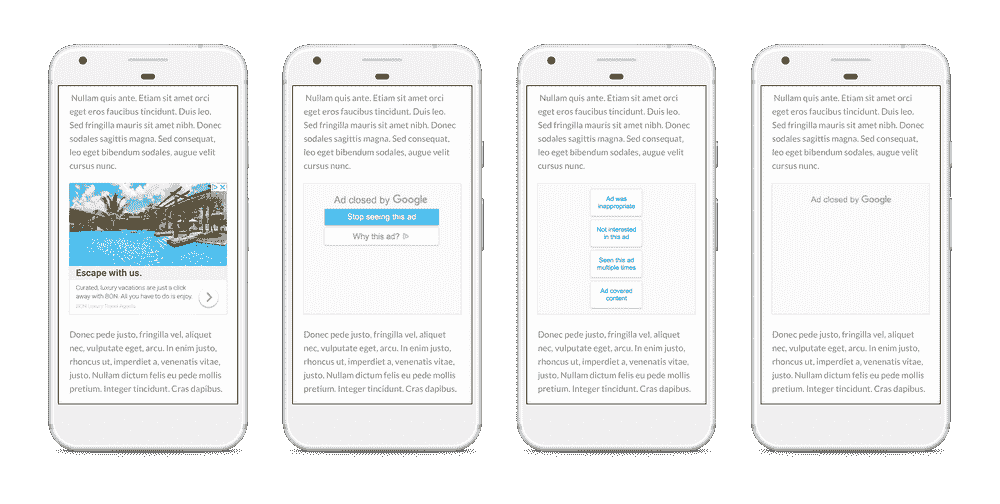 Nullam quis ante. Etiam sit amet orci
eget eros faucibus tincidunt. Duis leo.
Sed fringilla mauris sit amet nibh. Donec
sodales sagittis magna. Sed consequat,
leo eget bibendum sodales, augue velit
cursus nunc.
Escape with us.
Curated, luxury vacations are just a click
away with BON. All you have to do is enjoy.
Donec pede justo, fringilla vel, aliquet
nec, vulputate eget, arcu. In enim justo,
rhoncus ut, imperdiet a, venenatis vitae,
justo. Nullam dictum felis eu pede mollis
pretium. Integer tincidunt. Cras dapibus.
Nullam quis ante. Etiam sit amet orci
eget eros faucibus tincidunt. Duis leo.
Sed fringilla mauris sit amet nibh. Donec
sodales sagittis magna. Sed consequat,
leo eget bibendum sodales, augue velit
cursus nunc.
Ad closed by Google
Stop seeing this ad
Why this ad?
Donec pede justo, fringilla vel, aliquet
nec, vulputate eget, arcu. In enim justo,
rhoncus ut, imperdiet a, venenatis vitae,
justo. Nullam dictum felis eu pede mollis
pretium. Integer tincidunt. Cras dapibus.
Nullam quis ante. Etiam sit amet orci
eget eros faucibus tincidunt. Duis leo.
Sed fringilla mauris sit amet nibh. Donec
sodales sagittis magna. Sed consequat,
leo eget bibendum sodales, augue velit
cursus nunc.
Ad was
inappropriate
Not interested
in this ad
Seen this ad
multiple times
Ad covered
content
Donec pede justo, fringilla vel, aliquet
nec, vulputate eget, arcu. In enim justo,
rhoncus ut, imperdiet a, venenatis vitae,
justo. Nullam dictum felis eu pede mollis
pretium. Integer tincidunt. Cras dapibus.
Nullam quis ante. Etiam sit amet orci
eget eros faucibus tincidunt. Duis leo.
Sed fringilla mauris sit amet nibh. Donec
sodales sagittis magna. Sed consequat,
leo eget bibendum sodales, augue velit
cursus nunc.
Ad closed by Google
Donec pede justo, fringilla vel, aliquet
nec, vulputate eget, arcu. In enim justo,
rhoncus ut, imperdiet a, venenatis vitae,
justo. Nullam dictum felis eu pede mollis
pretium. Integer tincidunt. Cras dapibus.